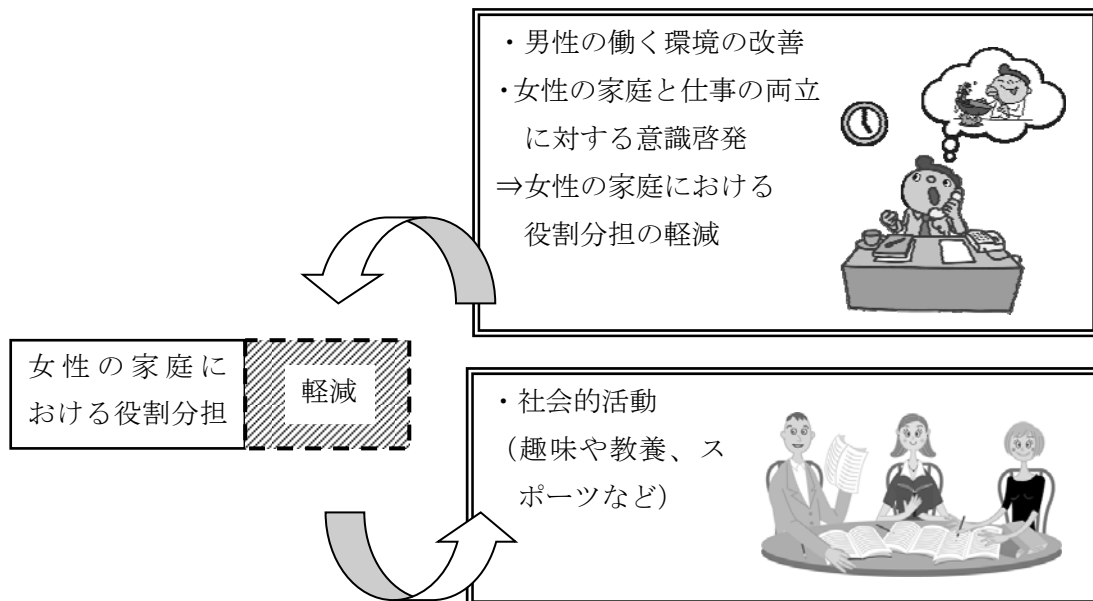 ・男性の働く環境の改善
・女性の家庭と仕事の両立
に対する意識啓発
⇒女性の家庭における
役割分担の軽減
女性の家庭に
おける役割分担
軽減
・社会的活動
（趣味や教養、ス
ポーツなど）